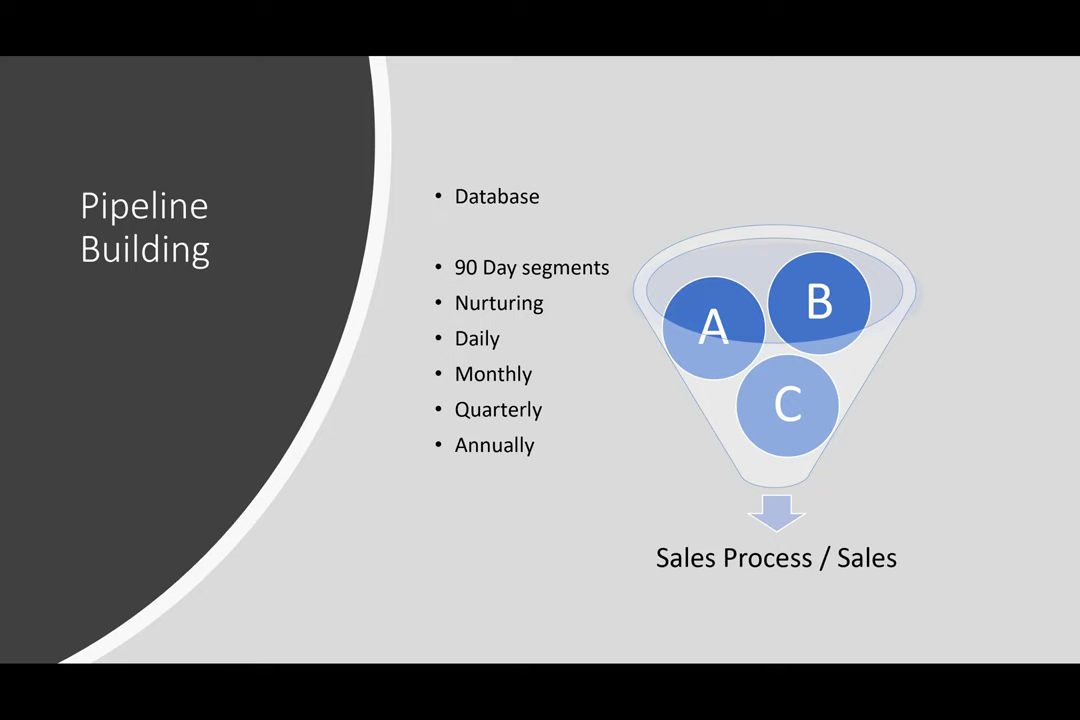 Pipeline
Building
• Database
• 90 Day segments
• Nurturing
• Daily
• Monthly
• Quarterly
• Annually
A
B
C
Sales Process / Sales